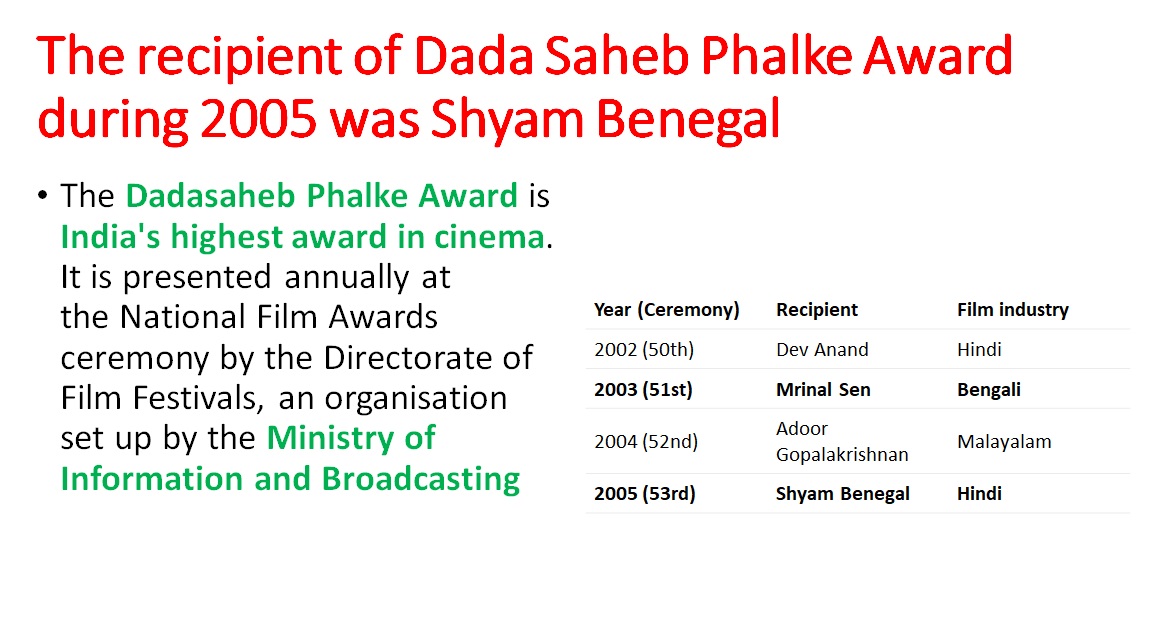 The recipient of Dada Saheb Phalke Award
during 2005 was Shyam Benegal
• The Dadasaheb Phalke Award is
India's highest award in cinema.
It is presented annually at
the National Film Awards
ceremony by the Directorate of
Film Festivals, an organisation
set up by the Ministry of
Information and Broadcasting
Year (Ceremony) Recipient Film industry
2002 (50th) Dev Anand Hindi
2003 (51st) Mrinal Sen Bengali
2004 (52nd) Adoor Gopalakrishnan Malayalam
2005 (53rd) Shyam Benegal Hindi